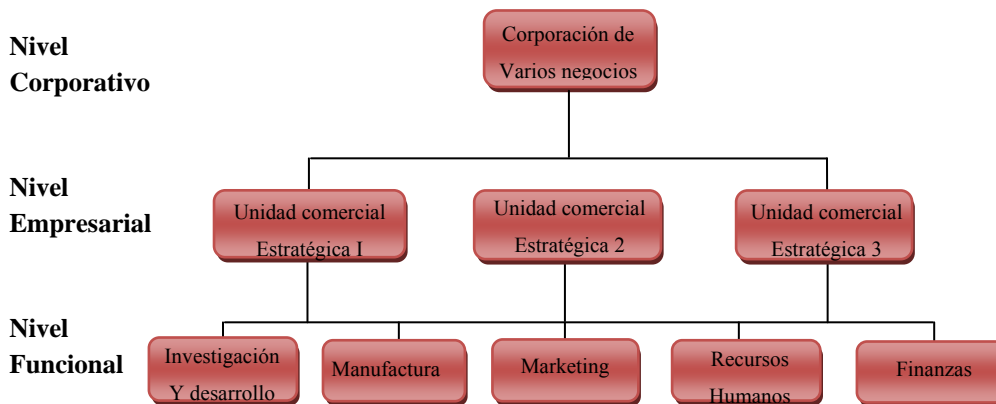 Nivel
Corporativo
Corporación de
Varios negocios
Nivel
Empresarial
Unidad comercial
Estratégica I
Unidad comercial
Estratégica 2
Unidad comercial
Estratégica 3
Nivel
Funcional
Investigación
Y desarrollo
Manufactura
Marketing
Recursos
Humanos
Finanzas